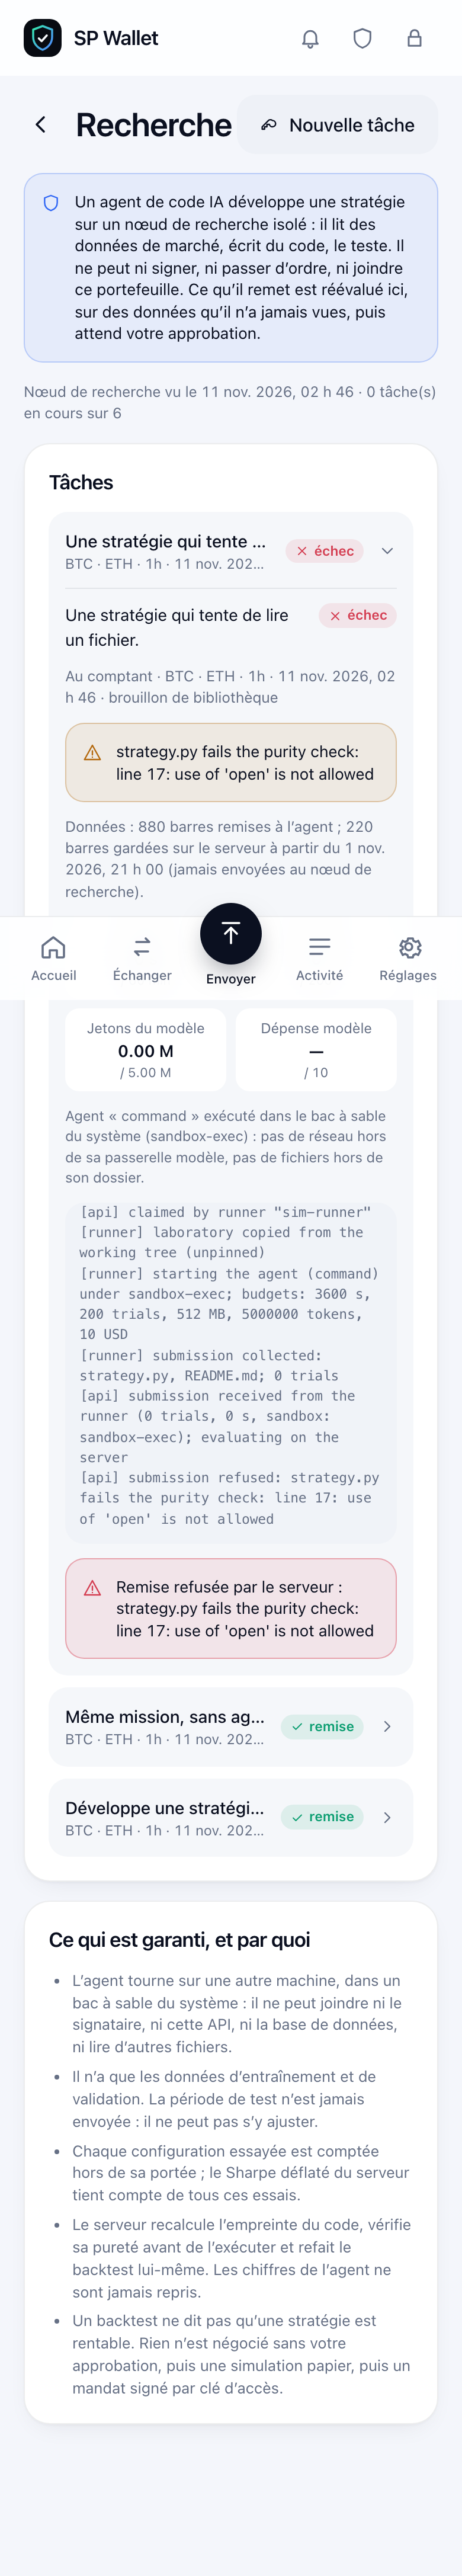 SP Wallet
Recherche
Nouvelle tâche
Un agent de code IA développe une stratégie
sur un nœud de recherche isolé : il lit des
données de marché, écrit du code, le teste. Il
ne peut ni signer, ni passer d’ordre, ni joindre
ce portefeuille. Ce qu’il remet est réévalué ici,
sur des données qu’il n’a jamais vues, puis
attend votre approbation.
Nœud de recherche vu le 11 nov. 2026, 02 h 46 · 0 tâche(s)
en cours sur 6
Tâches
Une stratégie qui tente ...
échec
BTC · ETH · 1h · 11 nov. 202...
Une stratégie qui tente de lire
un fichier.
échec
Au comptant · BTC · ETH · 1h · 11 nov. 2026, 02
h 46 · brouillon de bibliothèque
strategy.py fails the purity check:
line 17: use of 'open' is not allowed
Données : 880 barres remises à l’agent ; 220
barres gardées sur le serveur à partir du 1 nov.
2026, 21 h 00 (jamais envoyées au nœud de
recherche).
Accueil
Échanger
Envoyer
Activité
Réglages
Jetons du modèle
0.00 M
/ 5.00 M
Dépense modèle
—
/ 10
Agent « command » exécuté dans le bac à sable
du système (sandbox-exec) : pas de réseau hors
de sa passerelle modèle, pas de fichiers hors de
son dossier.
[api] claimed by runner "sim-runner"
[runner] laboratory copied from the
working tree (unpinned)
[runner] starting the agent (command)
under sandbox-exec; budgets: 3600 s,
200 trials, 512 MB, 5000000 tokens,
10 USD
[runner] submission collected:
strategy.py, README.md; 0 trials
[api] submission received from the
runner (0 trials, 0 s, sandbox:
sandbox-exec); evaluating on the
server
[api] submission refused: strategy.py
fails the purity check: line 17: use
of 'open' is not allowed
Remise refusée par le serveur :
strategy.py fails the purity check:
line 17: use of 'open' is not allowed
Même mission, sans ag...
remise
BTC · ETH · 1h · 11 nov. 202...
Développe une stratégi...
remise
BTC · ETH · 1h · 11 nov. 202...
Ce qui est garanti, et par quoi
• L’agent tourne sur une autre machine, dans un
bac à sable du système : il ne peut joindre ni le
signataire, ni cette API, ni la base de données,
ni lire d’autres fichiers.
• Il n’a que les données d’entraînement et de
validation. La période de test n’est jamais
envoyée : il ne peut pas s’y ajuster.
• Chaque configuration essayée est comptée
hors de sa portée ; le Sharpe déflaté du serveur
tient compte de tous ces essais.
• Le serveur recalcule l’empreinte du code, vérifie
sa pureté avant de l’exécuter et refait le
backtest lui-même. Les chiffres de l’agent ne
sont jamais repris.
• Un backtest ne dit pas qu’une stratégie est
rentable. Rien n’est négocié sans votre
approbation, puis une simulation papier, puis un
mandat signé par clé d’accès.